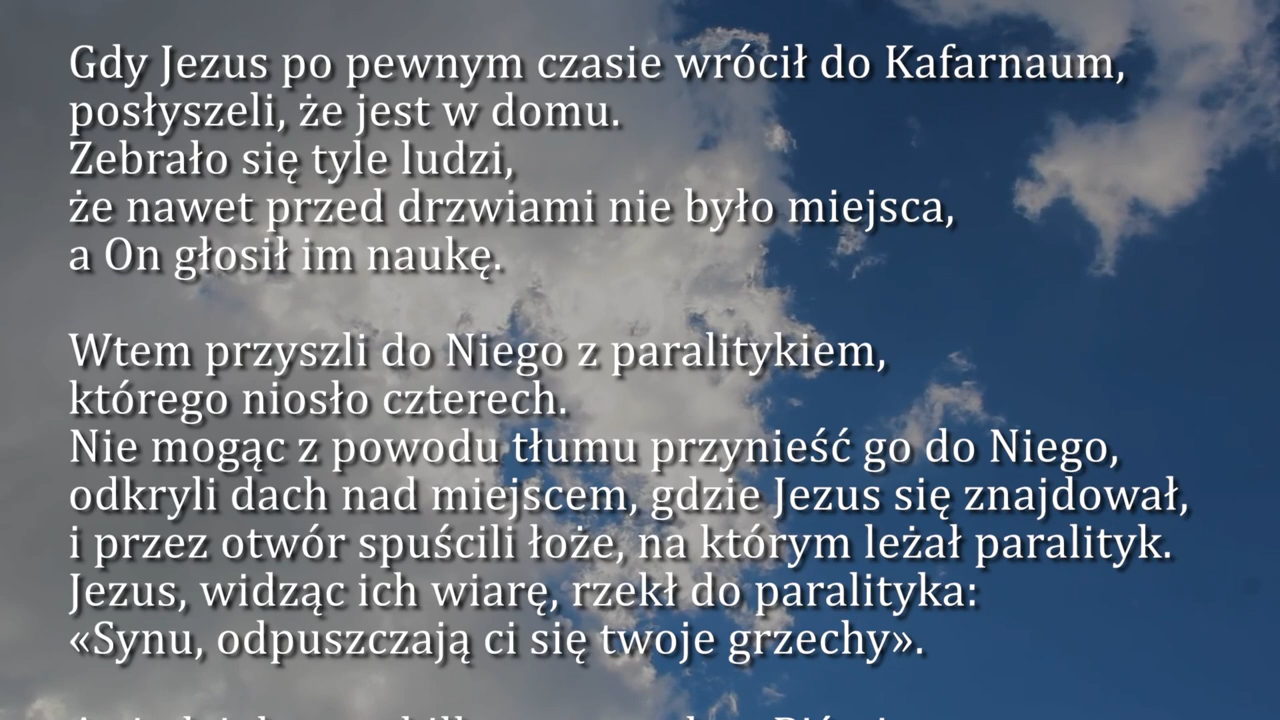 Gdy Jezus po pewnym czasie wrócił do Kafarnaum,
posłyszeli, że jest w domu.
Zebrało się tyle ludzi,
że nawet przed drzwiami nie było miejsca,
a On głosił im naukę.
Wtem przyszli do Niego z paralitykiem,
którego niosło czterech.
Nie mogąc z powodu tłumu przynieść go do Niego,
odkryli dach nad miejscem, gdzie Jezus się znajdował,
i przez otwór spuścili łoże, na którym leżał paralityk.
Jezus, widząc ich wiarę, rzekł do paralityka:
«Synu, odpuszczają ci się twoje grzechy».